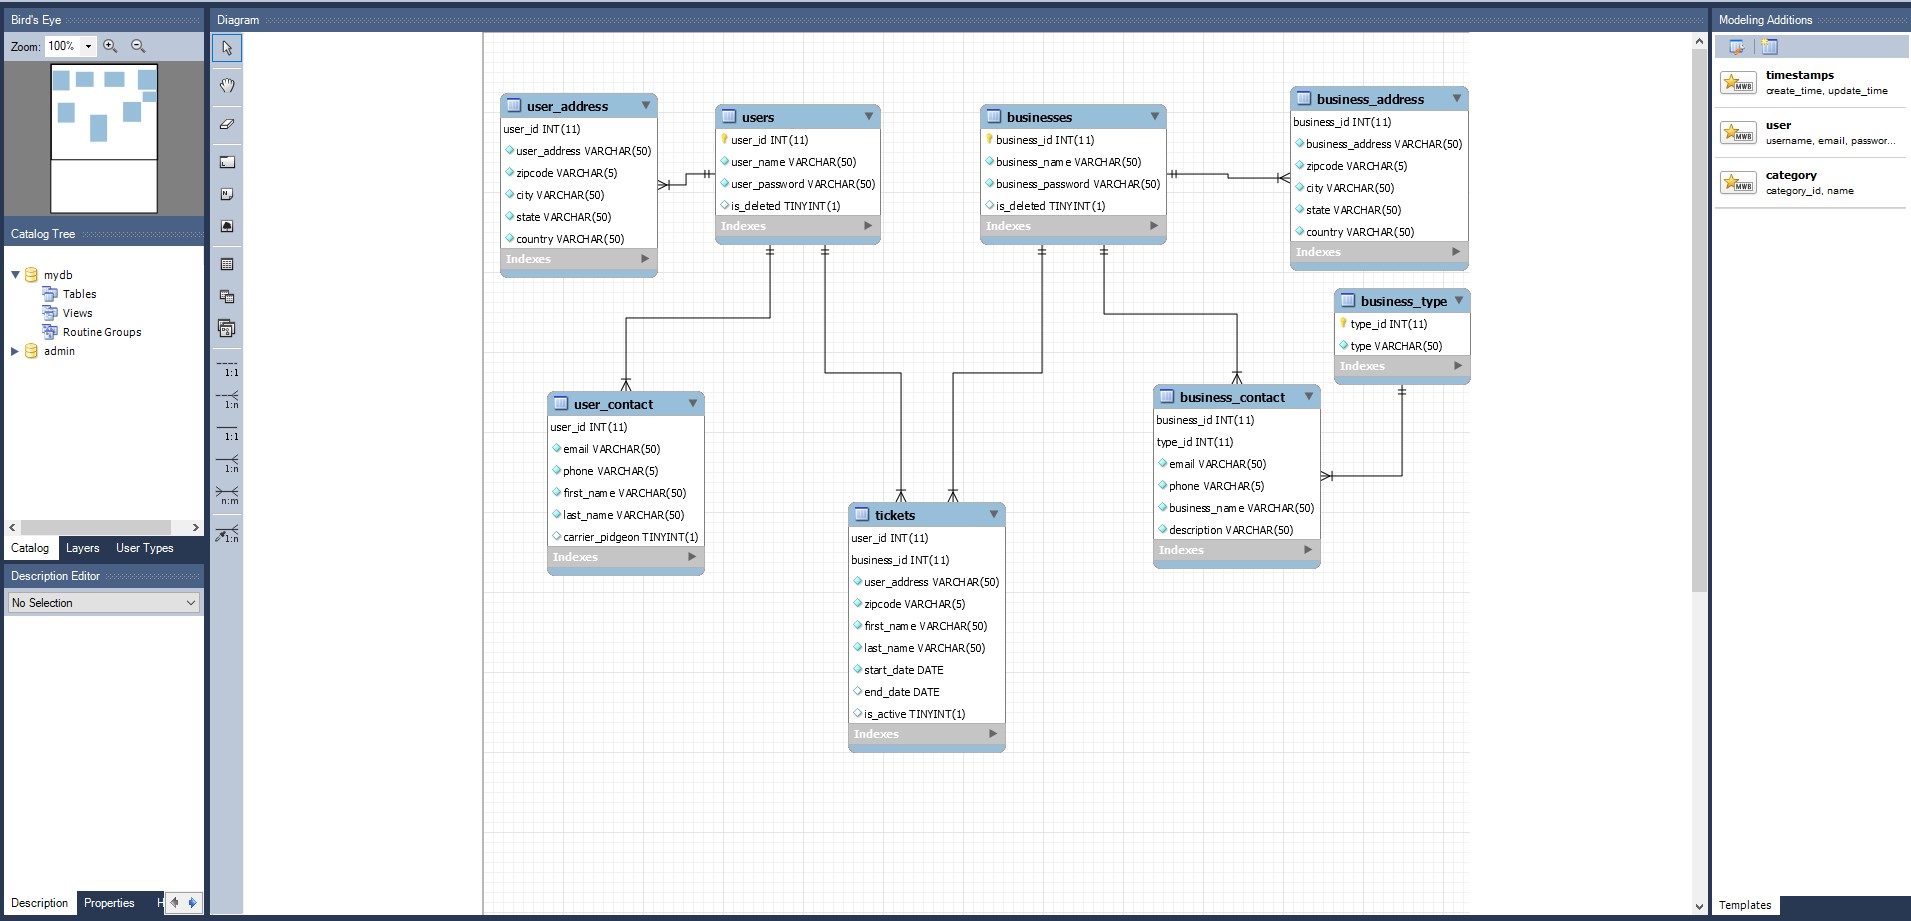 Bird's Eye
Zoom: 100%
Catalog Tree
mydb
Tables
Views
Routine Groups
admin
Catalog Layers User Types
Description Editor
No Selection
Description Properties H
Diagram
1:1
1:n
1:1
1:n
n:m
1:n
user_address
user_id INT(11)
user_address VARCHAR(50)
zipcode VARCHAR(5)
city VARCHAR(50)
state VARCHAR(50)
country VARCHAR(50)
Indexes
users
user_id INT(11)
user_name VARCHAR(50)
user_password VARCHAR(50)
is_deleted TINYINT(1)
Indexes
businesses
business_id INT(11)
business_name VARCHAR(50)
business_password VARCHAR(50)
is_deleted TINYINT(1)
Indexes
business_address
business_id INT(11)
business_address VARCHAR(50)
zipcode VARCHAR(5)
city VARCHAR(50)
state VARCHAR(50)
country VARCHAR(50)
Indexes
business_type
type_id INT(11)
type VARCHAR(50)
Indexes
user_contact
user_id INT(11)
email VARCHAR(50)
phone VARCHAR(5)
first_name VARCHAR(50)
last_name VARCHAR(50)
carrier_pidgeon TINYINT(1)
Indexes
business_contact
business_id INT(11)
type_id INT(11)
email VARCHAR(50)
phone VARCHAR(5)
business_name VARCHAR(50)
description VARCHAR(50)
Indexes
tickets
user_id INT(11)
business_id INT(11)
user_address VARCHAR(50)
zipcode VARCHAR(5)
first_name VARCHAR(50)
last_name VARCHAR(50)
start_date DATE
end_date DATE
is_active TINYINT(1)
Indexes
Modeling Additions
MWB
timestamps
create_time, update_time
MWB
user
username, email, passwor...
MWB
category
category_id, name
Templates